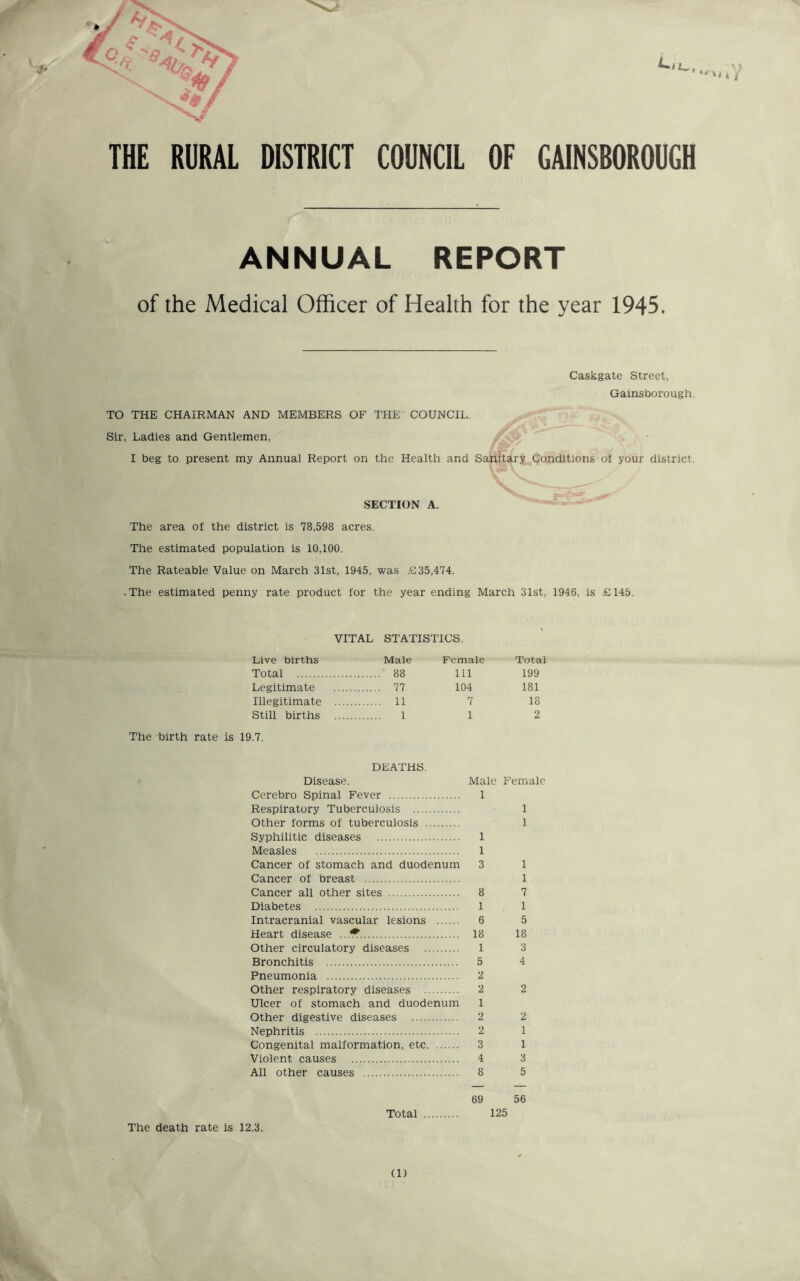 HEALTH
THE RURAL DISTRICT COUNCIL OF GAINSBOROUGH
ANNUAL REPORT
of the Medical Officer of Health for the year 1945.
Caskgate Street,
Gainsborough.
TO THE CHAIRMAN AND MEMBERS OF THE COUNCIL.
Sir, Ladies and Gentlemen,
I beg to present my Annual Report on the Health and Sanitary Conditions of your district.
SECTION A.
The area of the district is 78,598 acres.
The estimated population is 10,100.
The Rateable Value on March 31st, 1945, was £35,474.
The estimated penny rate product for the year ending March 31st, 1946, is £145.
VITAL STATISTICS.
Live births Male Female Total
Total ..................... 88 111 199
Legitimate ............ 77 104 181
Illegitimate ............ 11 7 18
Still births ............ 1 1 2
The birth rate is 19.7.
DEATHS.
Disease. Male Female
Cerebro Spinal Fever .................. 1
Respiratory Tuberculosis ............ 1
Other forms of tuberculosis ......... 1
Syphilitic diseases ..................... 1
Measles ..................................... 1
Cancer of stomach and duodenum 3 1
Cancer of breast ........................ 1
Cancer all other sites .................. 8 7
Diabetes ..................................... 1 1
Intracranial vascular lesions ...... 6 5
Heart disease .............................. 18 18
Other circulatory diseases ......... 1 3
Bronchitis .................................. 5 4
Pneumonia .................................. 2
Other respiratory diseases ......... 2 2
Ulcer of stomach and duodenum 1
Other digestive diseases ............ 2 2
Nephritis ..................................... 2 1
Congenital malformation, etc. ...... 3 1
Violent causes ........................... 4 3
All other causes ........................ 8 5
69 56
Total ......... 125
The death rate is 12.3.
(1)